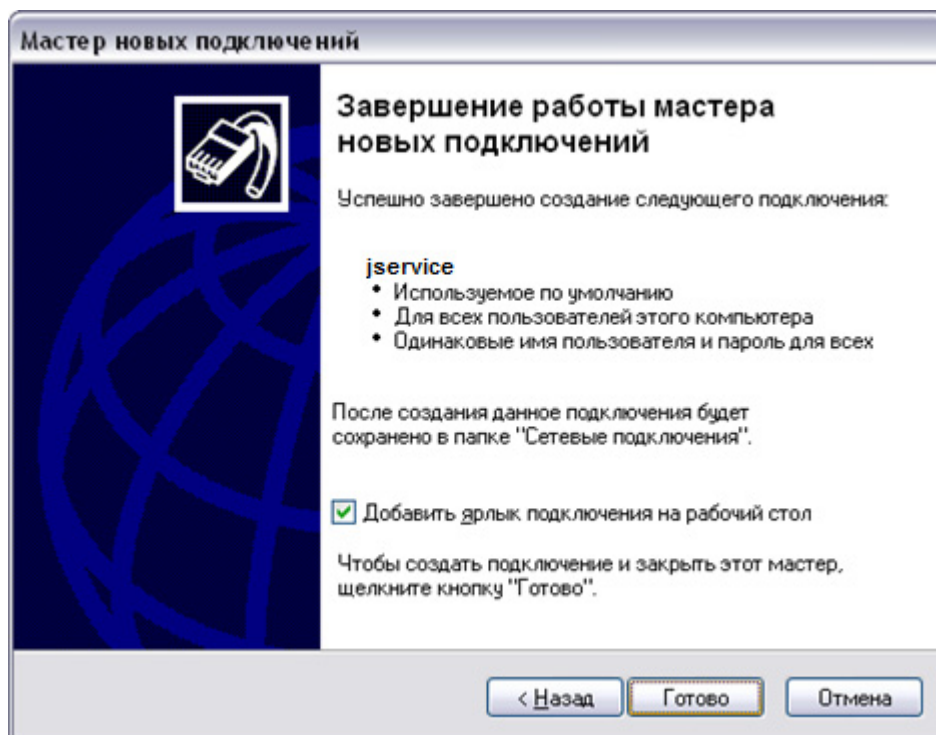 Мастер новых подключений
Завершение работы мастера
новых подключений
Успешно завершено создание следующего подключения:
jservice
• Используемое по умолчанию
• Для всех пользователей этого компьютера
• Одинаковые имя пользователя и пароль для всех
После создания данное подключения будет
сохранено в папке "Сетевые подключения".
Добавить ярлык подключения на рабочий стол
Чтобы создать подключение и закрыть этот мастер,
щелкните кнопку "Готово".
< Назад Готово Отмена